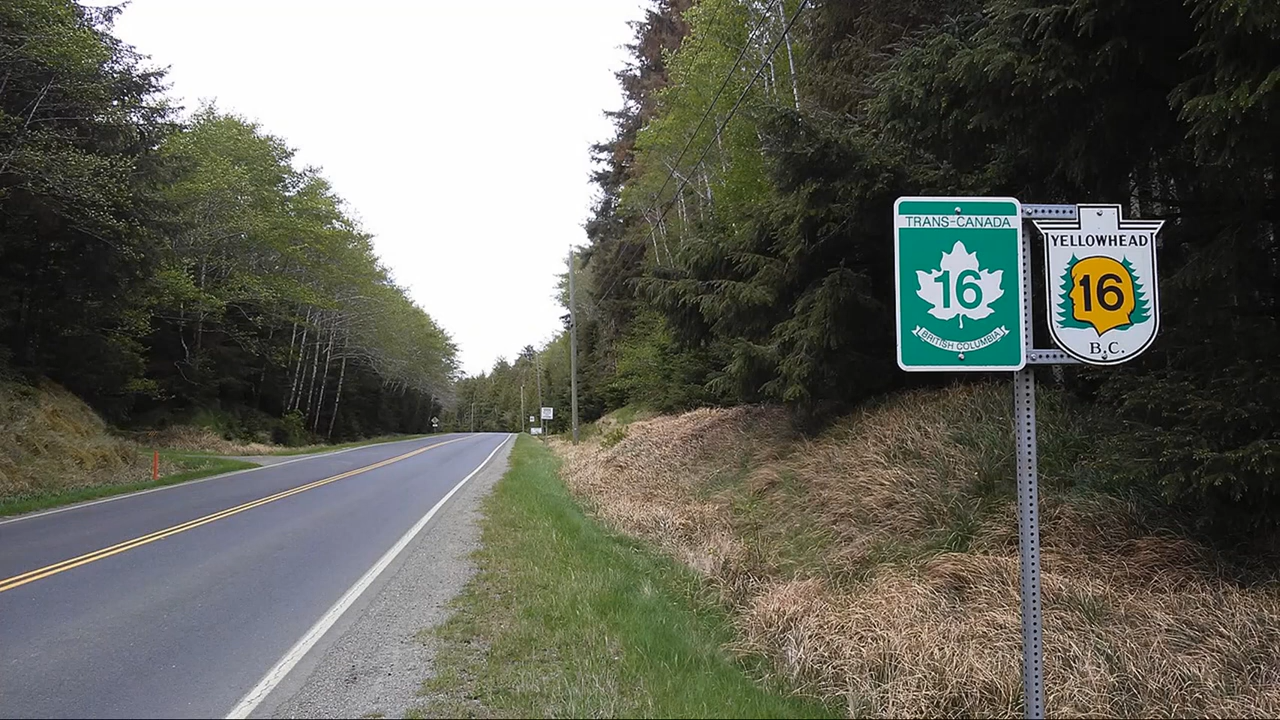 TRANS-CANADA
16
BRITISH COLUMBIA
YELLOWHEAD
16
B.C.